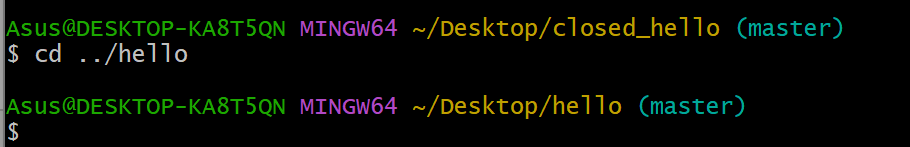 Asus@DESKTOP-KA8T5QN MINGW64 ~/Desktop/closed_hello (master)
$ cd ../hello
Asus@DESKTOP-KA8T5QN MINGW64 ~/Desktop/hello (master)
$